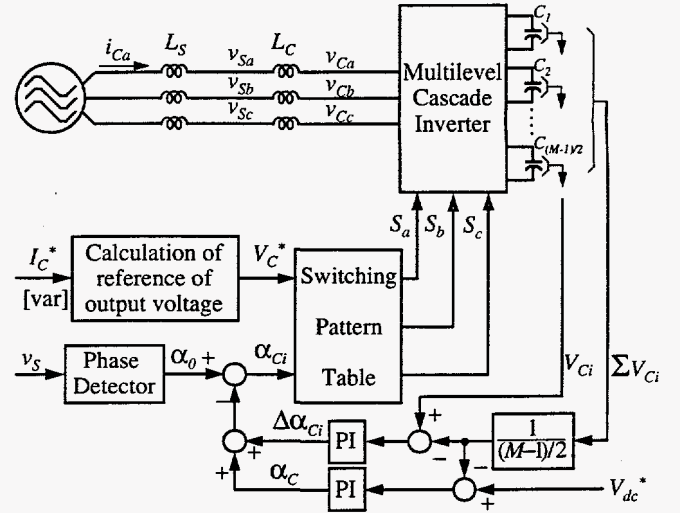 i_Ca L_S v_Sa L_C v_Ca
v_Sb v_Cb
v_Sc v_Cc
Multilevel
Cascade
Inverter
C_1
C_2
C_(M-1)/2
S_a S_b S_c
I_C*
[var]
Calculation of
reference of
output voltage
V_C*
Switching
Pattern
Table
v_S
Phase
Detector
α_0 +
−
α_Ci
V_Ci
ΣV_Ci
Δα_Ci
+
+
PI
+
−
1
(M−1)/2
α_C
PI
−
+
V_dc*